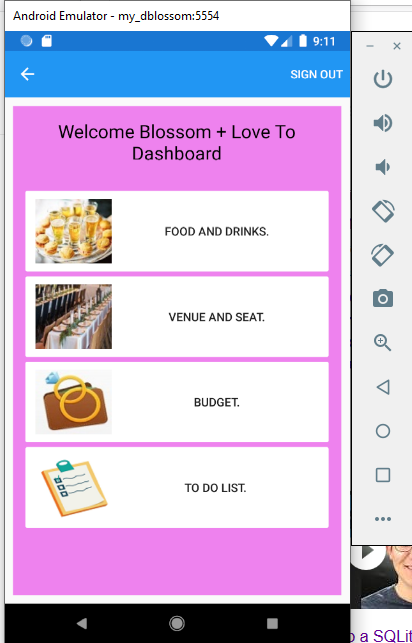 Android Emulator - my_dblossom:5554
9:11
SIGN OUT
Welcome Blossom + Love To
Dashboard
FOOD AND DRINKS.
VENUE AND SEAT.
BUDGET.
TO DO LIST.
a SQLit